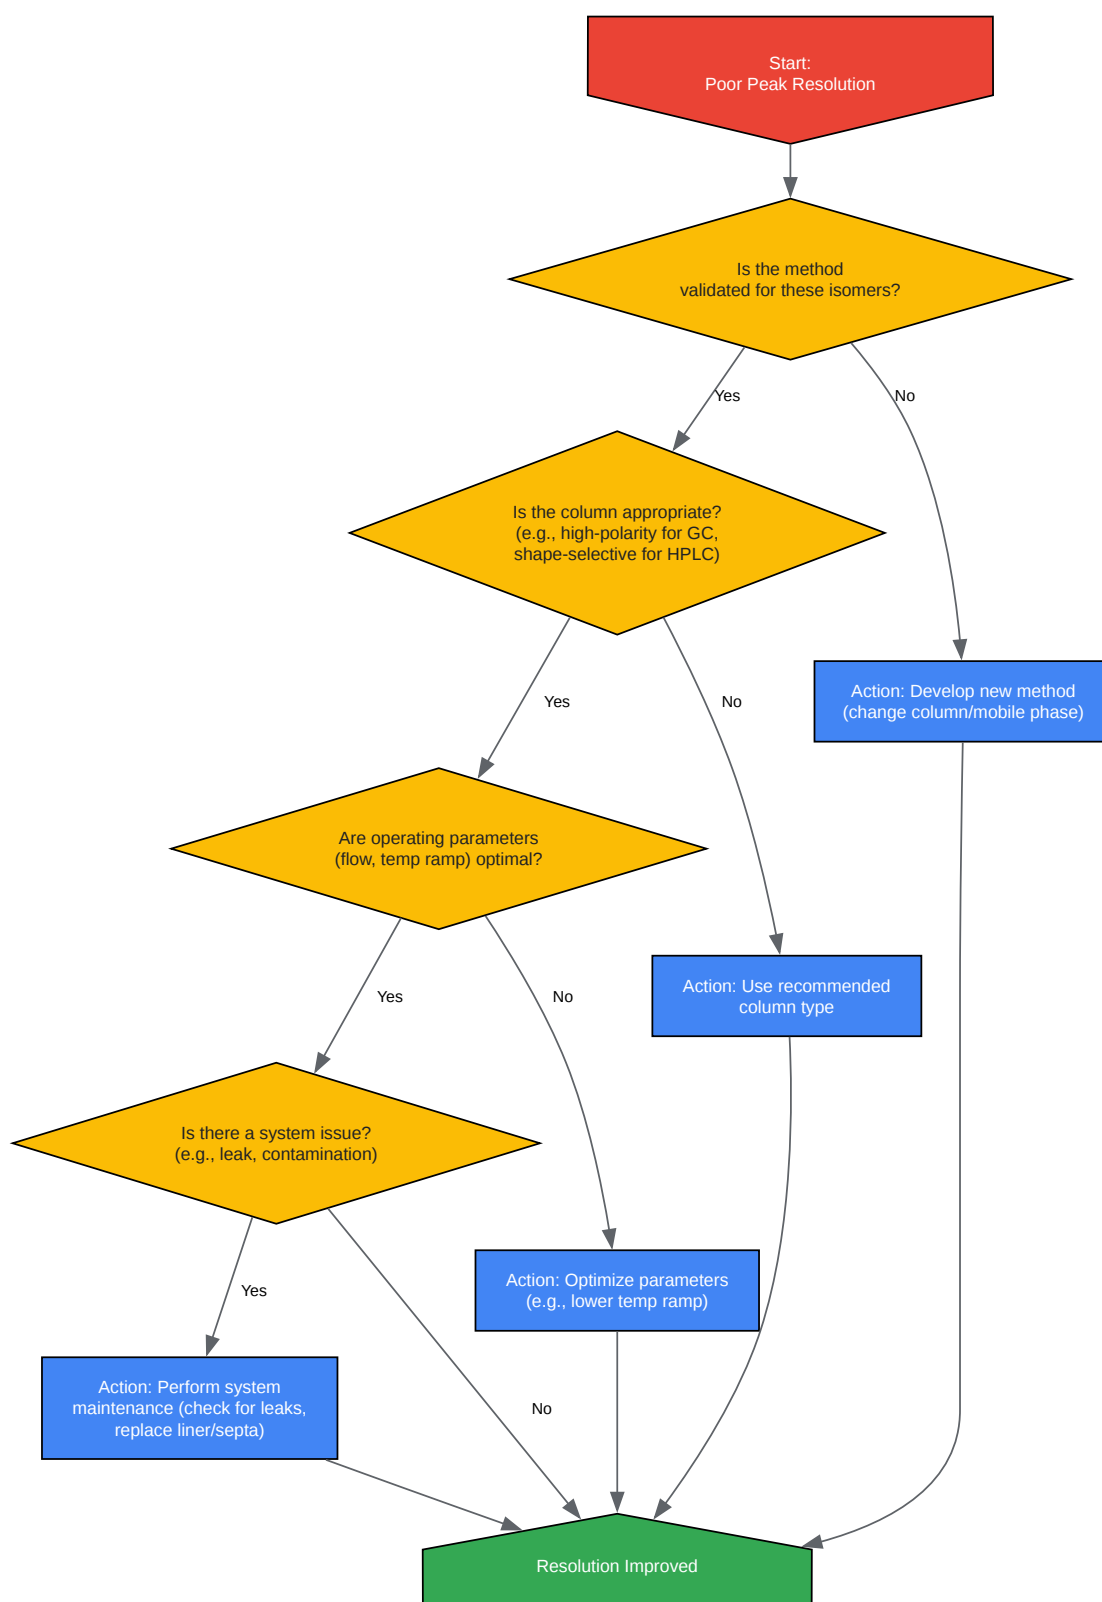 Start:
Poor Peak Resolution
Is the method
validated for these isomers?
Yes
No
Is the column appropriate?
(e.g., high-polarity for GC,
shape-selective for HPLC)
Yes
No
Action: Develop new method
(change column/mobile phase)
Are operating parameters
(flow, temp ramp) optimal?
Yes
No
Action: Use recommended
column type
Is there a system issue?
(e.g., leak, contamination)
Yes
No
Action: Optimize parameters
(e.g., lower temp ramp)
Action: Perform system
maintenance (check for leaks,
replace liner/septa)
Resolution Improved